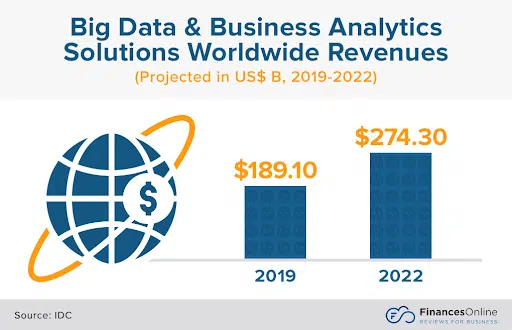 Big Data & Business Analytics
Solutions Worldwide Revenues
(Projected in US$ B, 2019-2022)
$274.30
$189.10
$
2019 2022
Source: IDC
FinancesOnline
REVIEWS FOR BUSINESS